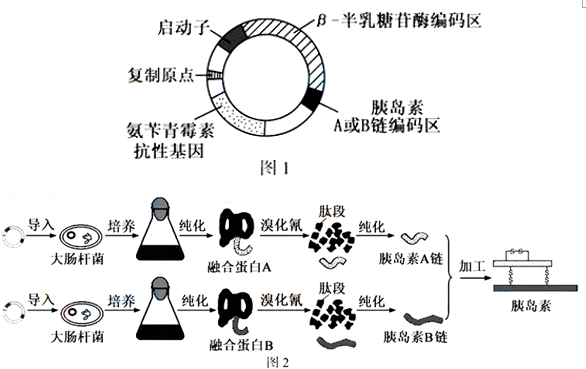 启动子
β-半乳糖苷酶编码区
复制原点
氨苄青霉素
抗性基因
胰岛素
A或B链编码区
图1
导入
大肠杆菌
培养
纯化
融合蛋白A
溴化氰
肽段
纯化
胰岛素A链
加工
胰岛素
导入
大肠杆菌
培养
纯化
融合蛋白B
溴化氰
肽段
纯化
胰岛素B链
图2